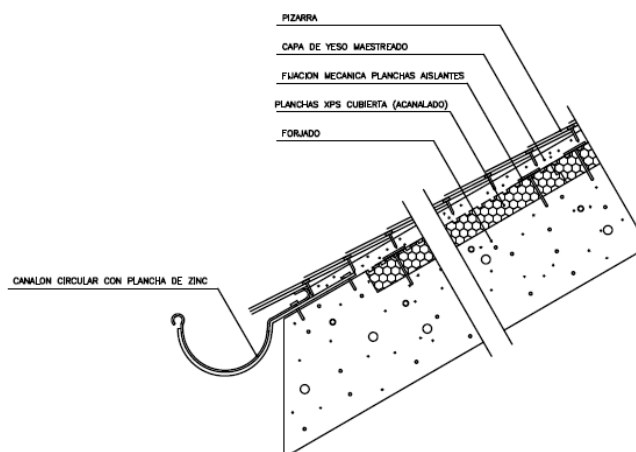 PIZARRA
CAPA DE YESO MAESTREADO
FIJACION MECANICA PLANCHAS AISLANTES
PLANCHAS XPS CUBIERTA (ACANALADO)
FORJADO
CANALON CIRCULAR CON PLANCHA DE ZINC